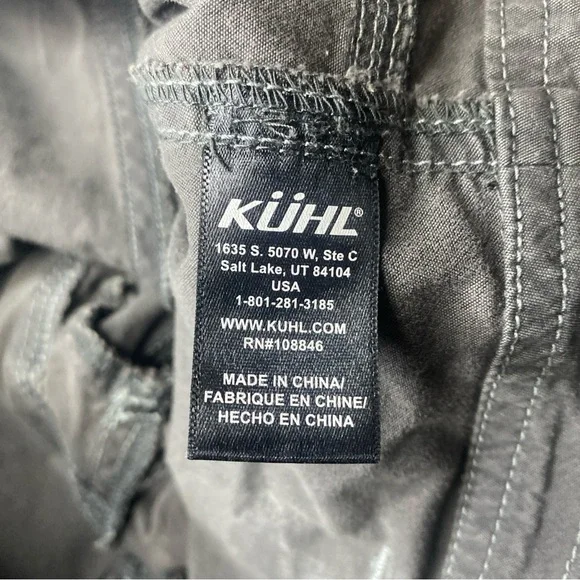 KÜHL®
1635 S. 5070 W, Ste C
Salt Lake, UT 84104
USA
1-801-281-3185
WWW.KUHL.COM
RN#108846
MADE IN CHINA/
FABRIQUE EN CHINE/
HECHO EN CHINA